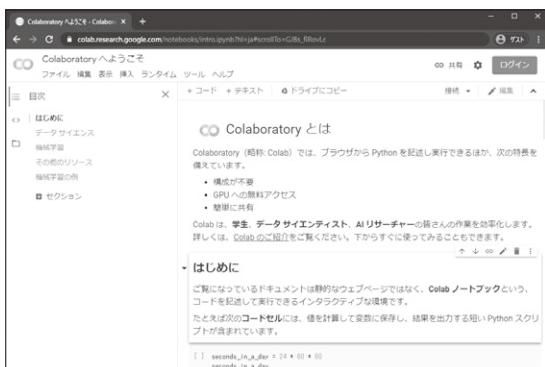 Colaboratory へようこそ - Colabor
colab.research.google.com/notebooks/intro.ipynb?hl=ja#scrollTo=GJBs_flRovLc
ゲスト
Colaboratory へようこそ
ファイル 編集 表示 挿入 ランタイム ツール ヘルプ
共有
ログイン
目次
+ コード + テキスト ドライブにコピー
接続 編集
はじめに
データ サイエンス
機械学習
その他のリソース
機械学習の例
セクション
Colaboratory とは
Colaboratory（略称: Colab）では、ブラウザから Python を記述し実行できるほか、次の特長を
備えています。
• 構成が不要
• GPU への無料アクセス
• 簡単に共有
Colab は、学生、データ サイエンティスト、AI リサーチャーの皆さんの作業を効率化します。
詳しくは、Colab のご紹介をご覧ください。下からすぐに使ってみることもできます。
はじめに
ご覧になっているドキュメントは静的なウェブページではなく、Colab ノートブックという、
コードを記述して実行できるインタラクティブな環境です。
たとえば次のコードセルには、値を計算して変数に保存し、結果を出力する短い Python スクリ
プトが含まれています。
[ ] seconds_in_a_day = 24 * 60 * 60
seconds_in_a_day